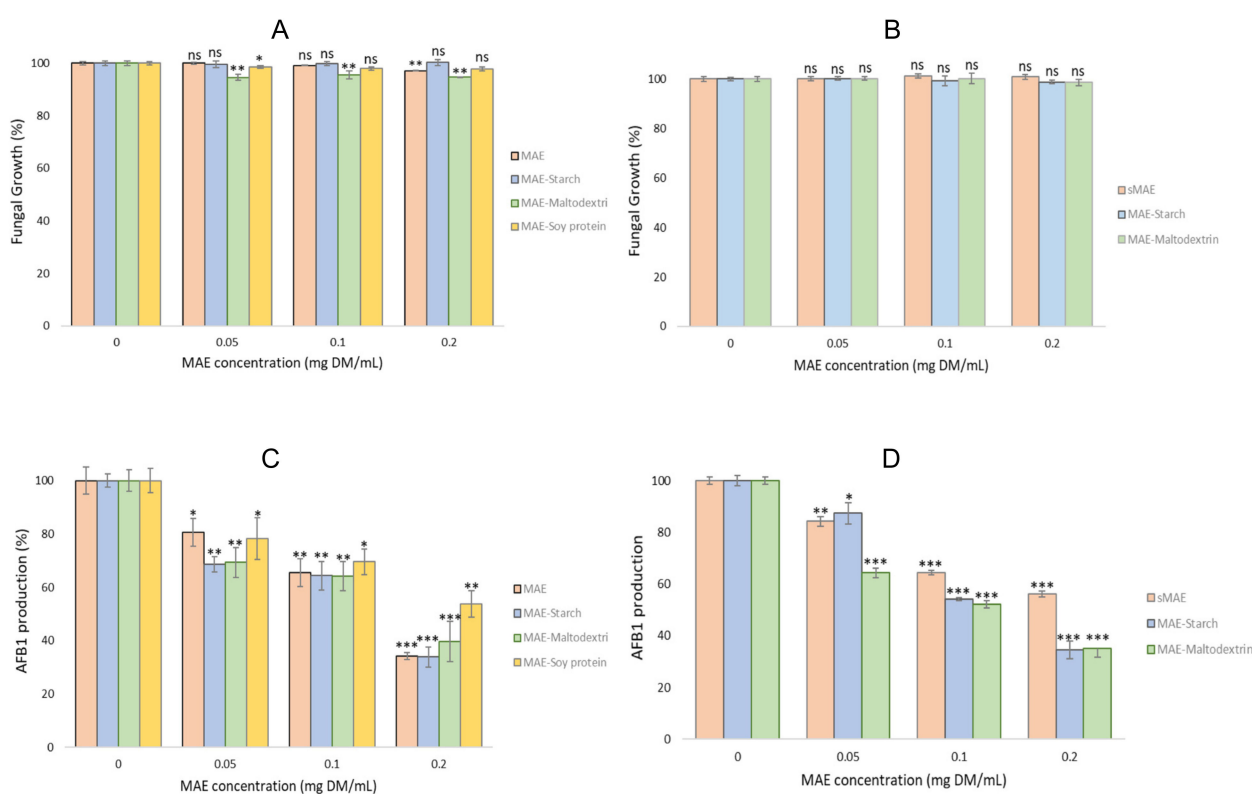 A
Fungal Growth (%)
100
80
60
40
20
0
ns ns ** *
ns ns ** ns
** ns ** ns
0 0.05 0.1 0.2
MAE concentration (mg DM/mL)
MAE
MAE-Starch
MAE-Maltodextri
MAE-Soy protein
B
Fungal Growth (%)
100
80
60
40
20
0
ns ns ns
ns ns ns
ns ns ns
0 0.05 0.1 0.2
MAE concentration (mg DM/mL)
sMAE
MAE-Starch
MAE-Maltodextrin
C
AFB1 production (%)
100
80
60
40
20
0
* ** ** *
** ** ** *
*** *** *** **
0 0.05 0.1 0.2
MAE concentration (mg DM/mL)
MAE
MAE-Starch
MAE-Maltodextri
MAE-Soy protein
D
AFB1 production
100
80
60
40
20
0
** * ***
*** *** ***
*** *** ***
0 0.05 0.1 0.2
MAE concentration (mg DM/mL)
sMAE
MAE-Starch
MAE-Maltodextrin